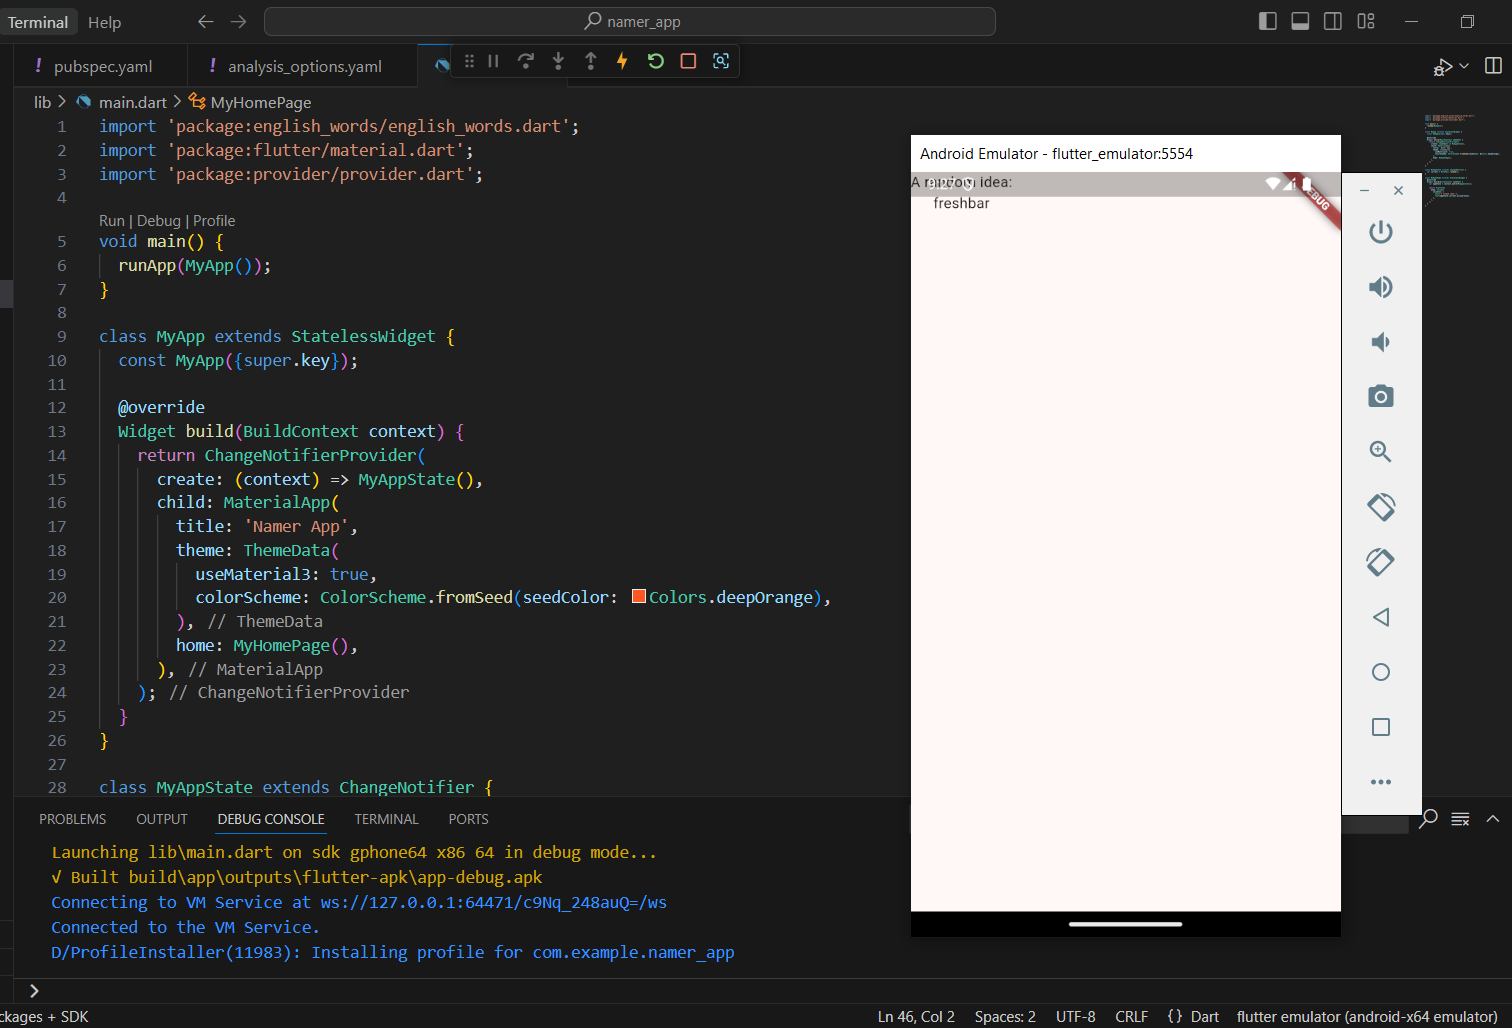 Terminal Help
namer_app
! pubspec.yaml
! analysis_options.yaml
lib > main.dart > MyHomePage
1 import 'package:english_words/english_words.dart';
2 import 'package:flutter/material.dart';
3 import 'package:provider/provider.dart';
4
Run | Debug | Profile
5 void main() {
6 runApp(MyApp());
7 }
8
9 class MyApp extends StatelessWidget {
10 const MyApp({super.key});
11
12 @override
13 Widget build(BuildContext context) {
14 return ChangeNotifierProvider(
15 create: (context) => MyAppState(),
16 child: MaterialApp(
17 title: 'Namer App',
18 theme: ThemeData(
19 useMaterial3: true,
20 colorScheme: ColorScheme.fromSeed(seedColor: Colors.deepOrange),
21 ), // ThemeData
22 home: MyHomePage(),
23 ), // MaterialApp
24 ); // ChangeNotifierProvider
25 }
26 }
27
28 class MyAppState extends ChangeNotifier {
Android Emulator - flutter_emulator:5554
A random idea:
freshbar
PROBLEMS OUTPUT DEBUG CONSOLE TERMINAL PORTS
Launching lib\main.dart on sdk gphone64 x86 64 in debug mode...
√ Built build\app\outputs\flutter-apk\app-debug.apk
Connecting to VM Service at ws://127.0.0.1:64471/c9Nq_248auQ=/ws
Connected to the VM Service.
D/ProfileInstaller(11983): Installing profile for com.example.namer_app
>
ckages + SDK
Ln 46, Col 2 Spaces: 2 UTF-8 CRLF {} Dart flutter emulator (android-x64 emulator)